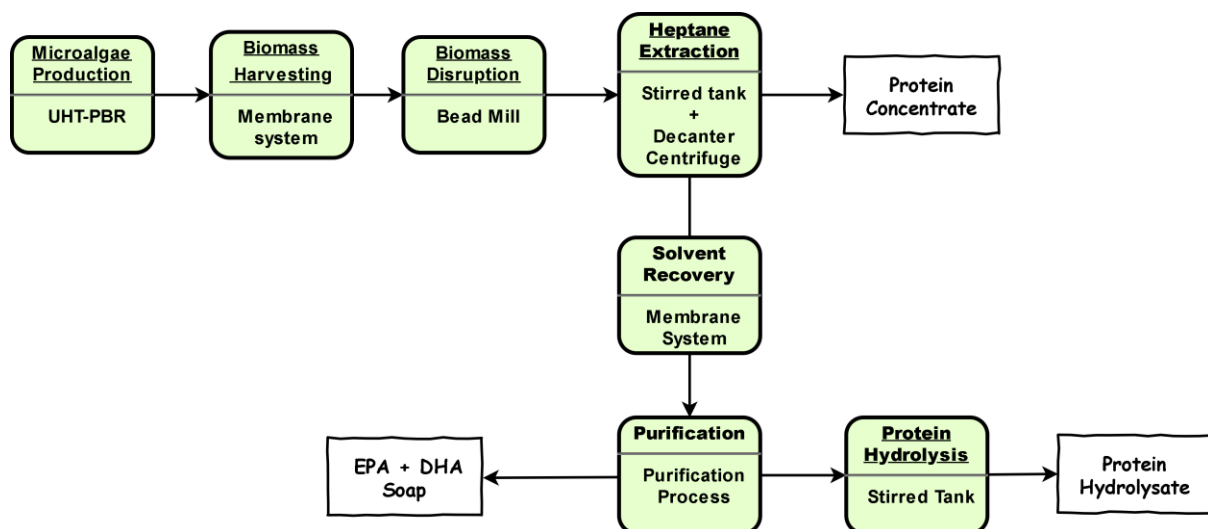 Microalgae
Production
UHT-PBR
Biomass
Harvesting
Membrane
system
Biomass
Disruption
Bead Mill
Heptane
Extraction
Stirred tank
+
Decanter
Centrifuge
Protein
Concentrate
Solvent
Recovery
Membrane
System
EPA + DHA
Soap
Purification
Purification
Process
Protein
Hydrolysis
Stirred Tank
Protein
Hydrolysate